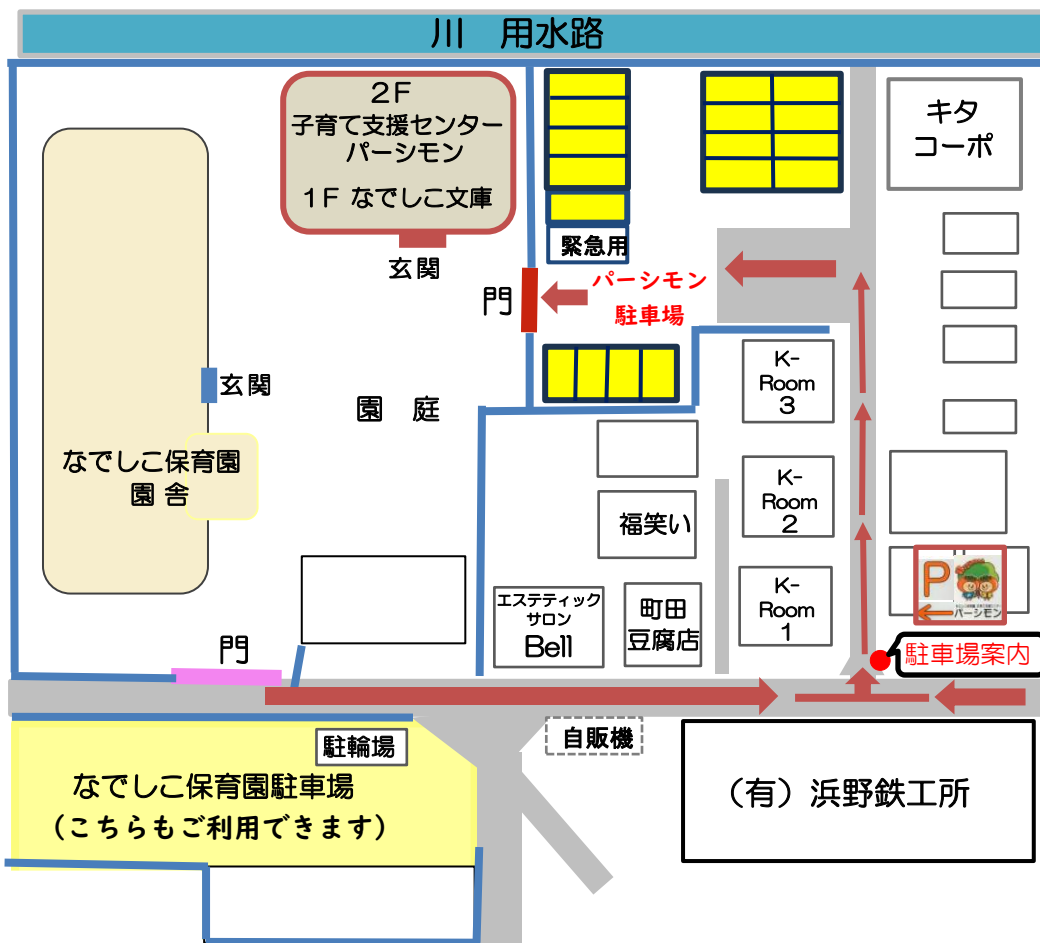 川　用水路
２Ｆ
子育て支援センター
パーシモン
１Ｆ なでしこ文庫
玄関
キタ
コーポ
緊急用
パーシモン
駐車場
門
玄関
園　庭
K-
Room
3
なでしこ保育園
園 舎
K-
Room
2
福笑い
P
パーシモン
エステティック
サロン
Bell
町田
豆腐店
K-
Room
1
門
駐車場案内
駐輪場
自販機
なでしこ保育園駐車場
（こちらもご利用できます）
（有）浜野鉄工所